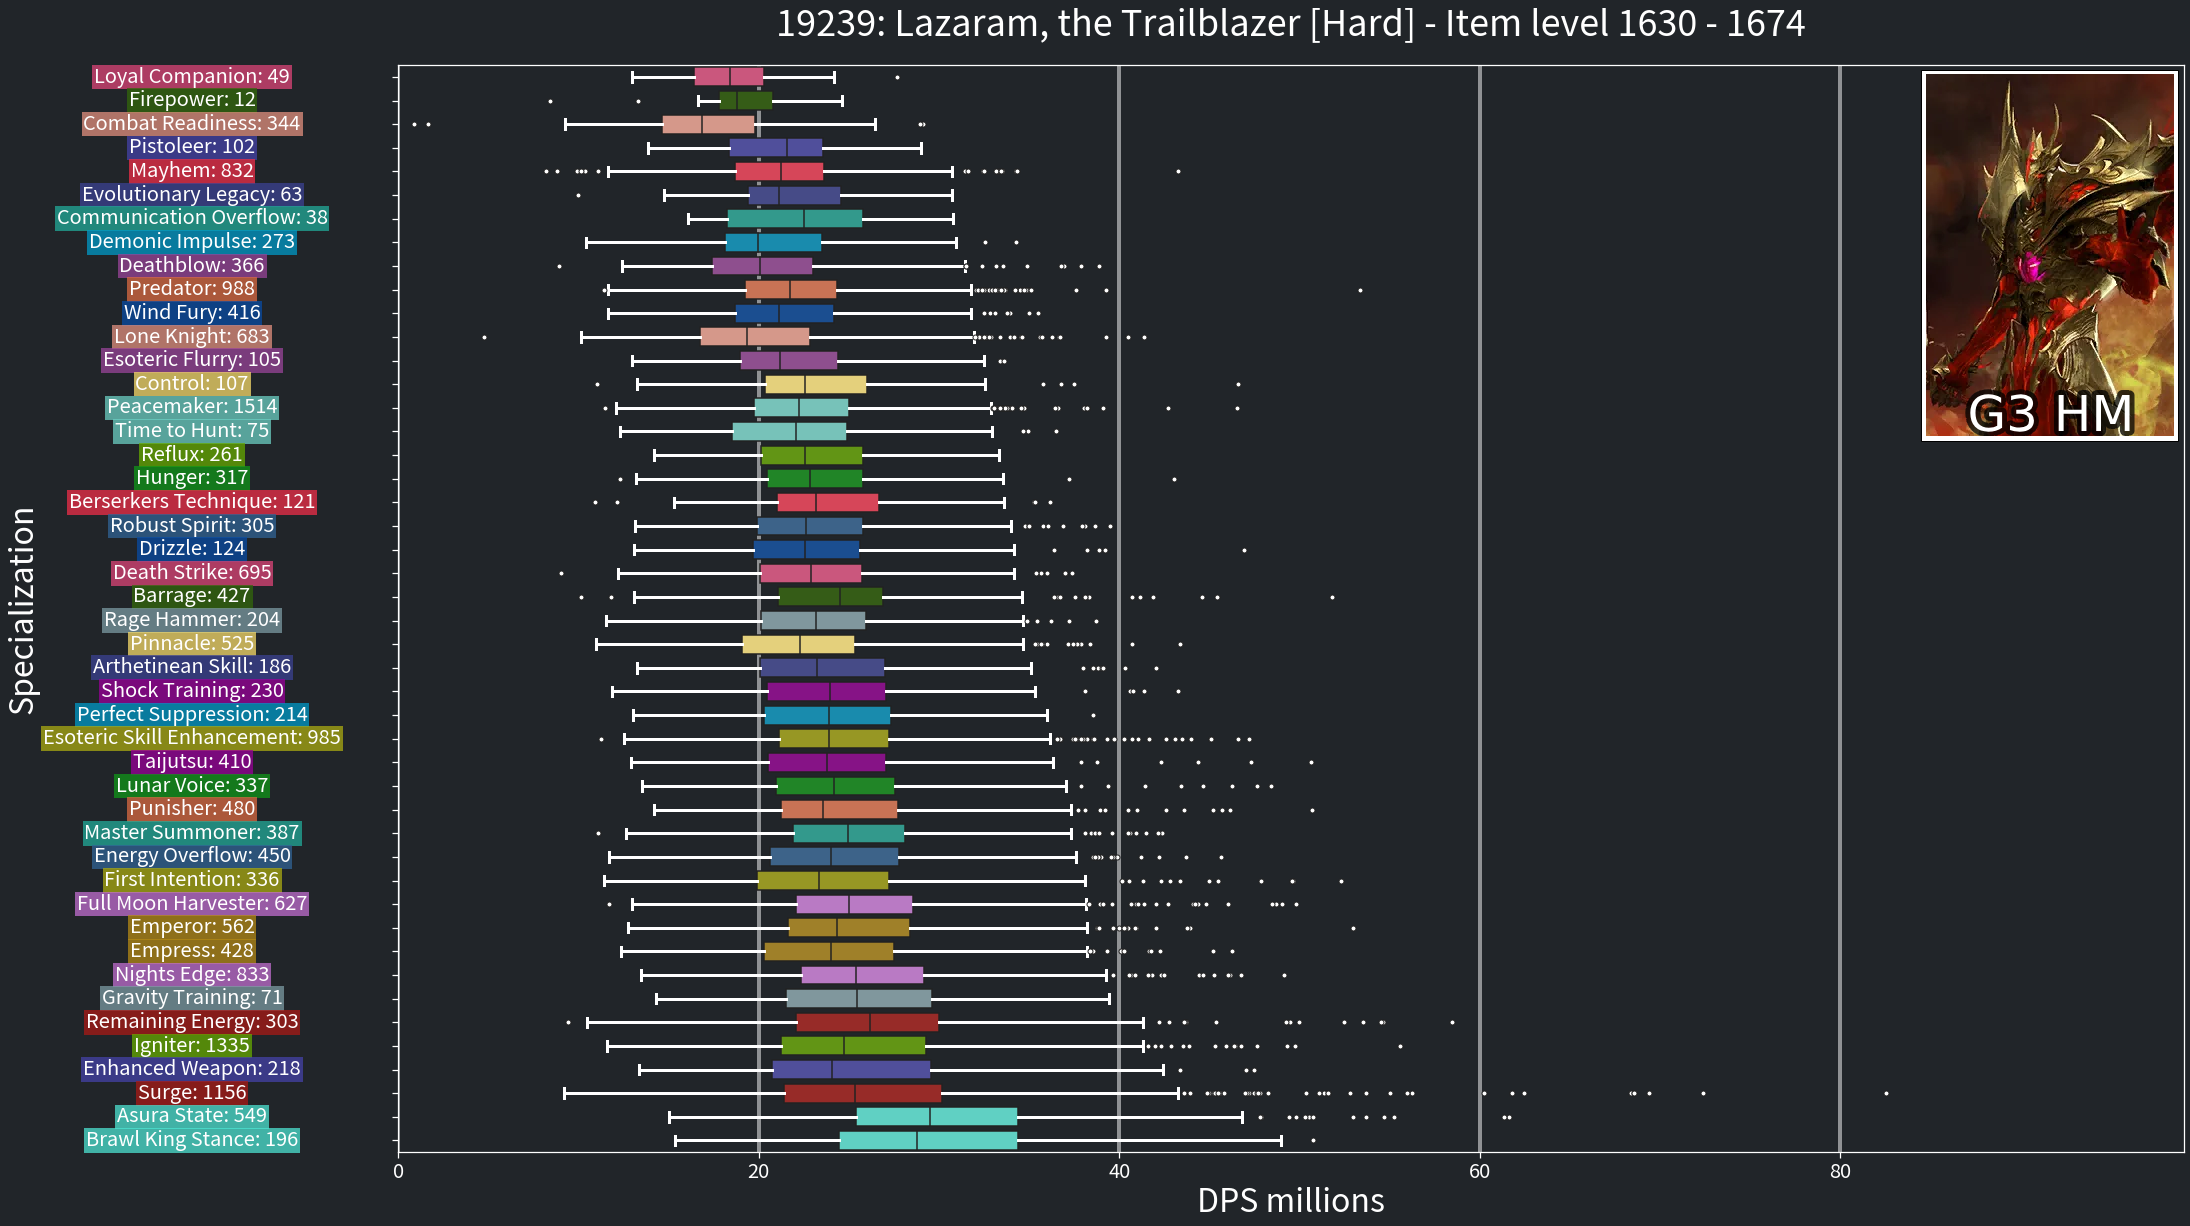 19239: Lazaram, the Trailblazer [Hard] - Item level 1630 - 1674
Loyal Companion: 49
Firepower: 12
Combat Readiness: 344
Pistoleer: 102
Mayhem: 832
Evolutionary Legacy: 63
Communication Overflow: 38
Demonic Impulse: 273
Deathblow: 366
Predator: 988
Wind Fury: 416
Lone Knight: 683
Esoteric Flurry: 105
Control: 107
Peacemaker: 1514
Time to Hunt: 75
Reflux: 261
Hunger: 317
Berserkers Technique: 121
Robust Spirit: 305
Drizzle: 124
Death Strike: 695
Barrage: 427
Rage Hammer: 204
Pinnacle: 525
Arthetinean Skill: 186
Shock Training: 230
Perfect Suppression: 214
Esoteric Skill Enhancement: 985
Taijutsu: 410
Lunar Voice: 337
Punisher: 480
Master Summoner: 387
Energy Overflow: 450
First Intention: 336
Full Moon Harvester: 627
Emperor: 562
Empress: 428
Nights Edge: 833
Gravity Training: 71
Remaining Energy: 303
Igniter: 1335
Enhanced Weapon: 218
Surge: 1156
Asura State: 549
Brawl King Stance: 196
Specialization
G3 HM
0 20 40 60 80
DPS millions